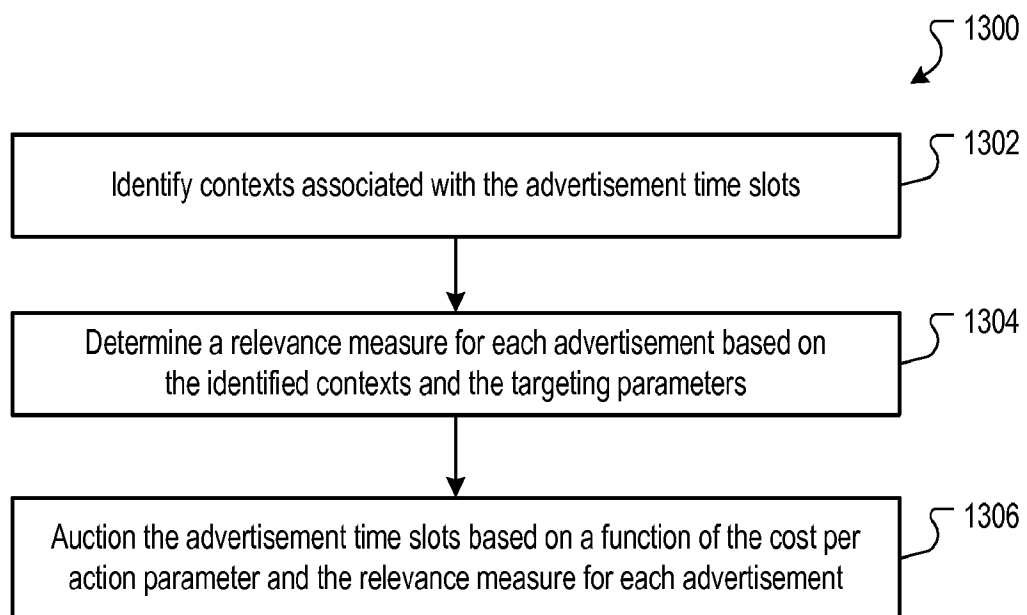 1300
1302
Identify contexts associated with the advertisement time slots
1304
Determine a relevance measure for each advertisement based on
the identified contexts and the targeting parameters
1306
Auction the advertisement time slots based on a function of the cost per
action parameter and the relevance measure for each advertisement